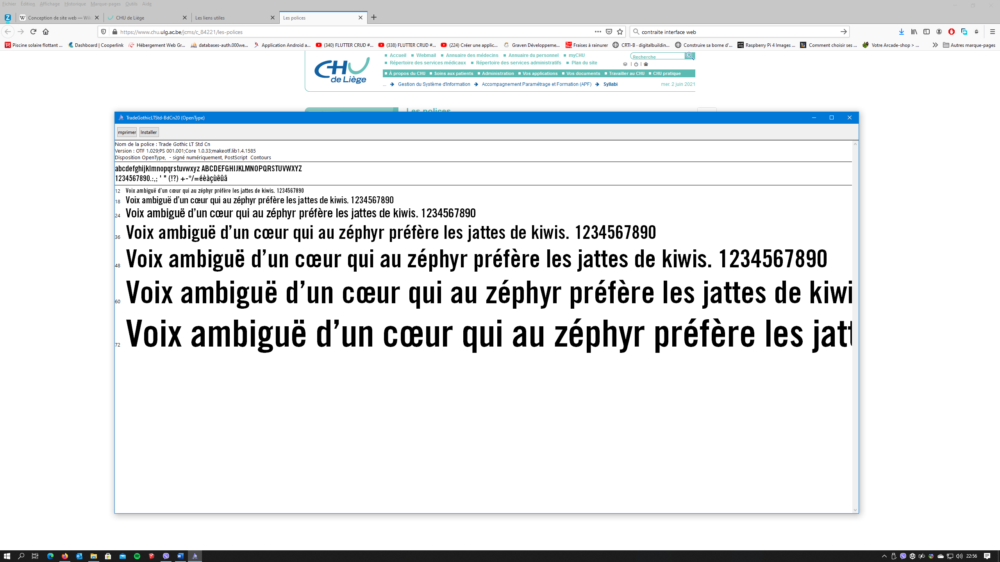 Fichier Édition Affichage Historique Marque-pages Outils Aide
Conception de site web — Wiki CHU de Liège Les liens utiles Les polices
https://www.chu.ulg.ac.be/jcms/c_84221/les-polices contraite interface web
Piscine solaire flottant ... Dashboard | Cooperlink Hébergement Web Gr... databases-auth.000we... Application Android a... (340) FLUTTER CRUD #... (338) FLUTTER CRUD #... (224) Créer une applic... Graven Développeme... Fraises à rainurer CRTI-B · digitalbuildin... Construire sa borne d'... Raspberry Pi 4 Images ... Comment choisir ses ... Votre Arcade-shop > ... Autres marque-pages
CHU de Liège
Accueil Webmail Annuaire des médecins Annuaire du personnel myCHU Recherche
Répertoire des services médicaux Répertoire des services administratifs Plan du site
À propos du CHU Soins aux patients Administration Vos applications Vos documents Travailler au CHU CHU pratique
... Gestion du Système d'Information Accompagnement Paramétrage et Formation (APF) Syllabi mer. 2 juin 2021
Les polices
TradeGothicLTStd-BdCn20 (OpenType)
mprimer Installer
Nom de la police : Trade Gothic LT Std Cn
Version : OTF 1.029;PS 001.001;Core 1.0.33;makeotf.lib1.4.1585
Disposition OpenType, - signé numériquement, PostScript Contours
abcdefghijklmnopqrstuvwxyz ABCDEFGHIJKLMNOPQRSTUVWXYZ
1234567890.:,; ' " (!?) +-*/=éèàçùêûâ
12 Voix ambiguë d’un cœur qui au zéphyr préfère les jattes de kiwis. 1234567890
18 Voix ambiguë d’un cœur qui au zéphyr préfère les jattes de kiwis. 1234567890
24 Voix ambiguë d’un cœur qui au zéphyr préfère les jattes de kiwis. 1234567890
36 Voix ambiguë d’un cœur qui au zéphyr préfère les jattes de kiwis. 1234567890
48 Voix ambiguë d’un cœur qui au zéphyr préfère les jattes de kiwis. 1234567890
60 Voix ambiguë d’un cœur qui au zéphyr préfère les jattes de kiwi
72 Voix ambiguë d’un cœur qui au zéphyr préfère les jatt
22:56